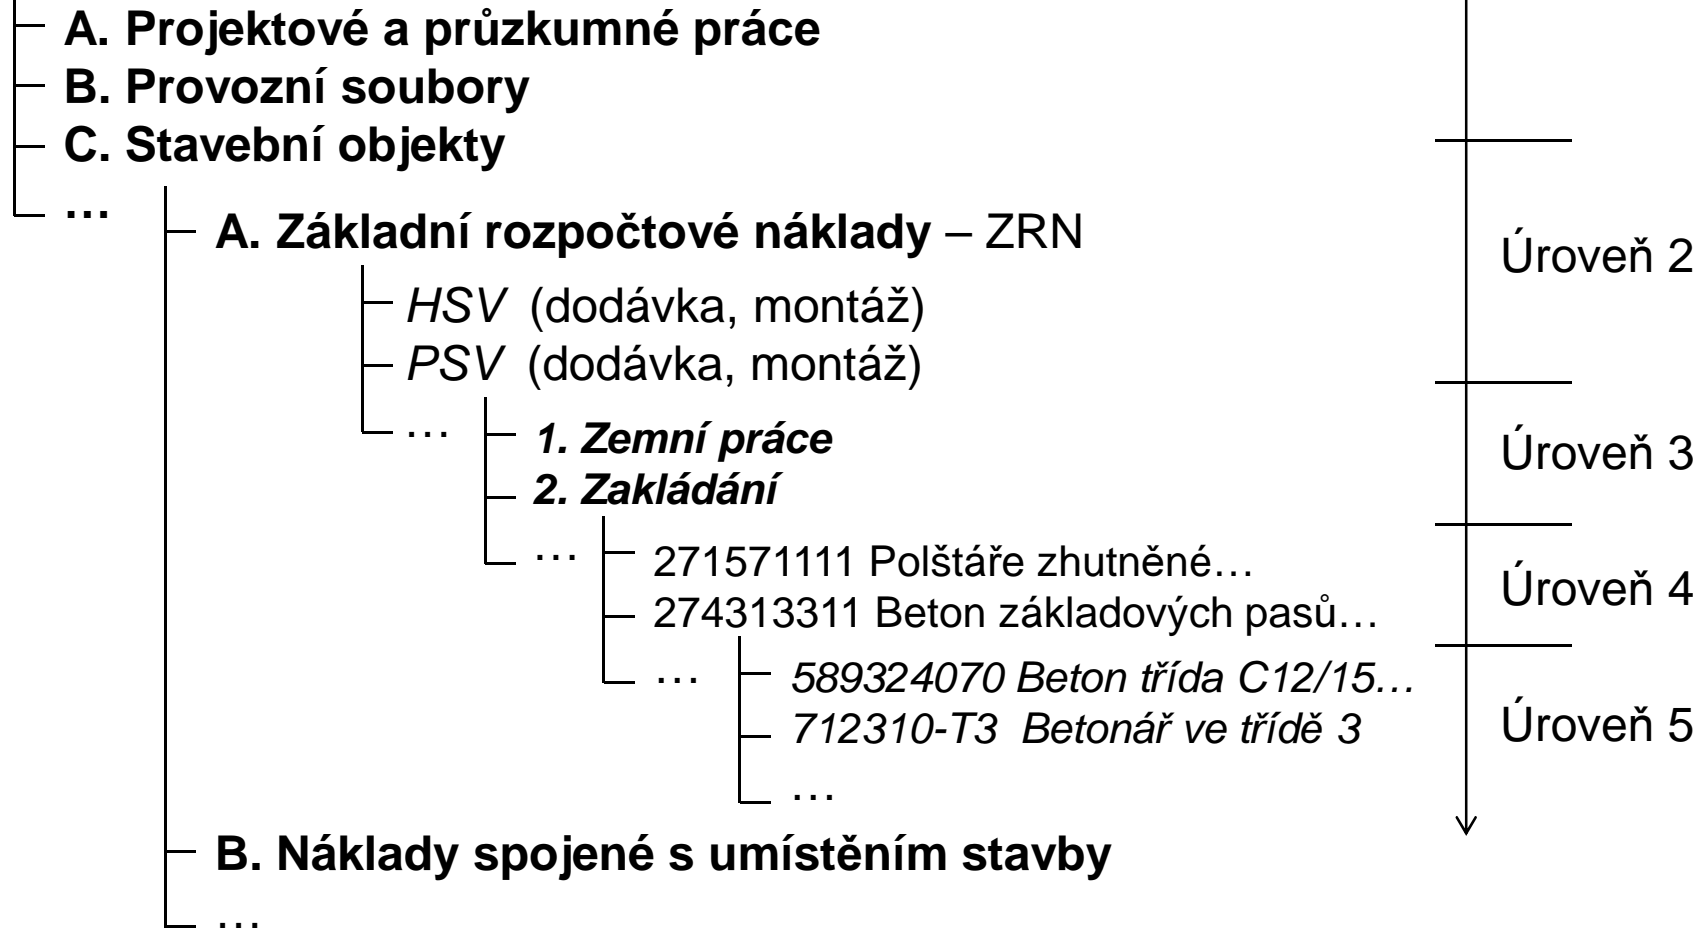 A. Projektové a průzkumné práce
B. Provozní soubory
C. Stavební objekty
…
A. Základní rozpočtové náklady – ZRN
Úroveň 2
HSV (dodávka, montáž)
PSV (dodávka, montáž)
…
1. Zemní práce
Úroveň 3
2. Zakládání
…
271571111 Polštáře zhutněné…
Úroveň 4
274313311 Beton základových pasů…
…
589324070 Beton třída C12/15…
712310-T3 Betonář ve třídě 3
Úroveň 5
…
B. Náklady spojené s umístěním stavby
…